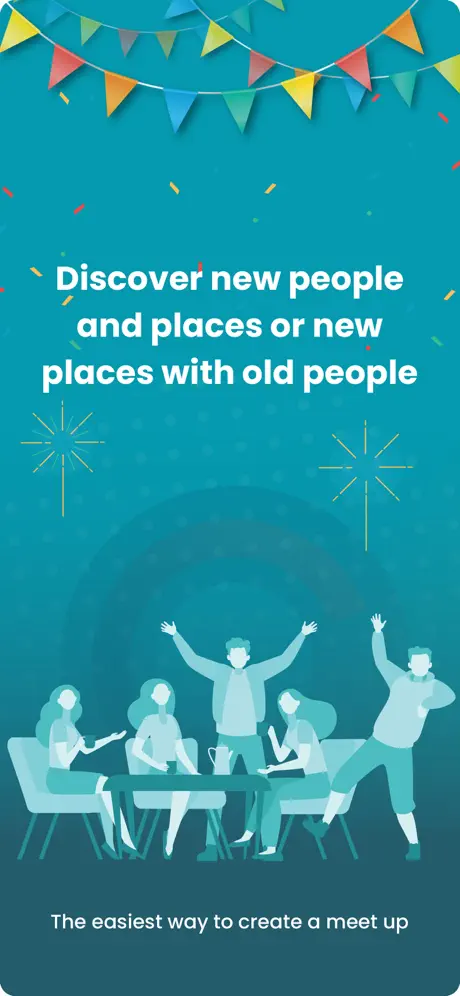 Discover new people
and places or new
places with old people
The easiest way to create a meet up